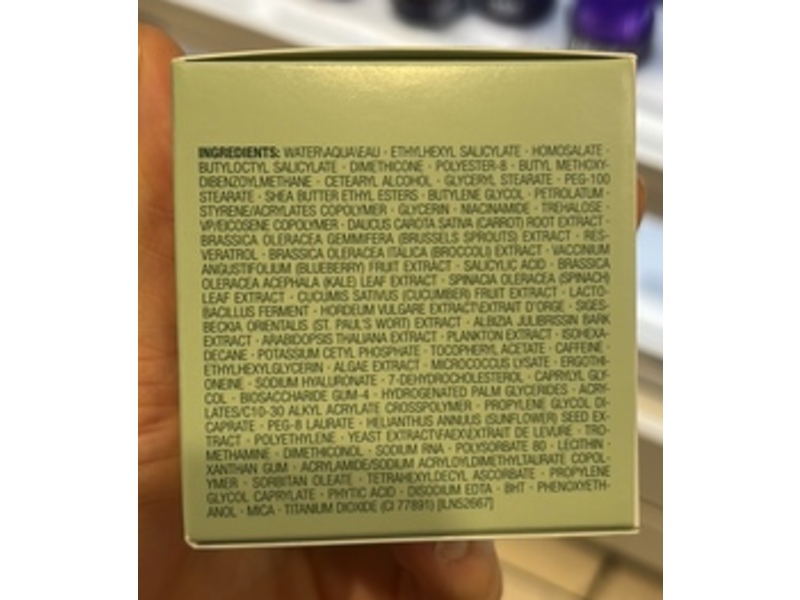 INGREDIENTS: WATER\AQUA\EAU · ETHYLHEXYL SALICYLATE · HOMOSALATE ·
BUTYLOCTYL SALICYLATE · DIMETHICONE · POLYESTER-8 · BUTYL METHOXY-
DIBENZOYLMETHANE · CETEARYL ALCOHOL · GLYCERYL STEARATE · PEG-100
STEARATE · SHEA BUTTER ETHYL ESTERS · BUTYLENE GLYCOL · PETROLATUM ·
STYRENE/ACRYLATES COPOLYMER · GLYCERIN · NIACINAMIDE · TREHALOSE ·
VP/EICOSENE COPOLYMER · DAUCUS CAROTA SATIVA (CARROT) ROOT EXTRACT ·
BRASSICA OLERACEA GEMMIFERA (BRUSSELS SPROUTS) EXTRACT · RES-
VERATROL · BRASSICA OLERACEA ITALICA (BROCCOLI) EXTRACT · VACCINIUM
ANGUSTIFOLIUM (BLUEBERRY) FRUIT EXTRACT · SALICYLIC ACID · BRASSICA
OLERACEA ACEPHALA (KALE) LEAF EXTRACT · SPINACIA OLERACEA (SPINACH)
LEAF EXTRACT · CUCUMIS SATIVUS (CUCUMBER) FRUIT EXTRACT · LACTO-
BACILLUS FERMENT · HORDEUM VULGARE EXTRACT\EXTRAIT D'ORGE · SIGES-
BECKIA ORIENTALIS (ST. PAUL'S WORT) EXTRACT · ALBIZIA JULIBRISSIN BARK
EXTRACT · ARABIDOPSIS THALIANA EXTRACT · PLANKTON EXTRACT · ISOHEXA-
DECANE · POTASSIUM CETYL PHOSPHATE · TOCOPHERYL ACETATE · CAFFEINE ·
ETHYLHEXYLGLYCERIN · ALGAE EXTRACT · MICROCOCCUS LYSATE · ERGOTHI-
ONEINE · SODIUM HYALURONATE · 7-DEHYDROCHOLESTEROL · CAPRYLYL GLY-
COL · BIOSACCHARIDE GUM-4 · HYDROGENATED PALM GLYCERIDES · ACRY-
LATES/C10-30 ALKYL ACRYLATE CROSSPOLYMER · PROPYLENE GLYCOL DI-
CAPRATE · PEG-8 LAURATE · HELIANTHUS ANNUUS (SUNFLOWER) SEED EX-
TRACT · POLYETHYLENE · YEAST EXTRACT\FAEX\EXTRAIT DE LEVURE · TRO-
METHAMINE · DIMETHICONOL · SODIUM RNA · POLYSORBATE 80 · LECITHIN ·
XANTHAN GUM · ACRYLAMIDE/SODIUM ACRYLOYLDIMETHYLTAURATE COPOL-
YMER · SORBITAN OLEATE · TETRAHEXYLDECYL ASCORBATE · PROPYLENE
GLYCOL CAPRYLATE · PHYTIC ACID · DISODIUM EDTA · BHT · PHENOXYETH-
ANOL · MICA · TITANIUM DIOXIDE (CI 77891) [ILN52667]